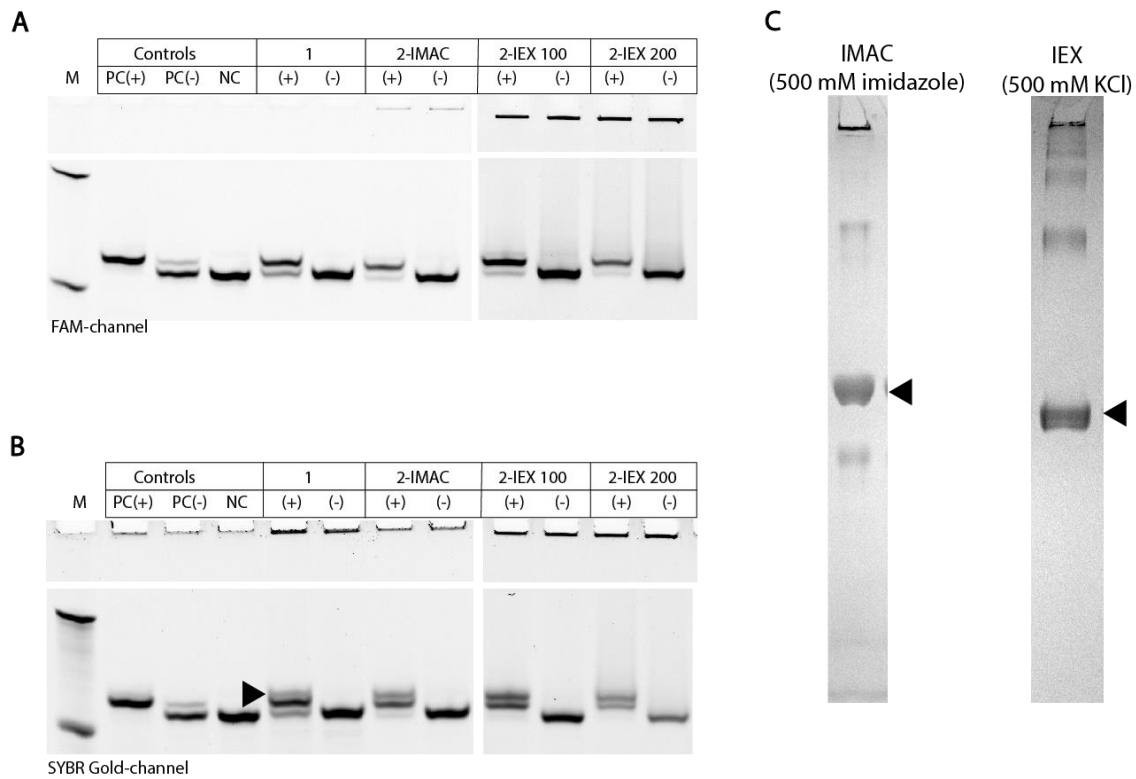 A
Controls 1 2-IMAC 2-IEX 100 2-IEX 200
M PC(+) PC(-) NC (+) (-) (+) (-) (+) (-) (+) (-)
FAM-channel
B
Controls 1 2-IMAC 2-IEX 100 2-IEX 200
M PC(+) PC(-) NC (+) (-) (+) (-) (+) (-) (+) (-)
SYBR Gold-channel
C
IMAC
(500 mM imidazole)
IEX
(500 mM KCl)